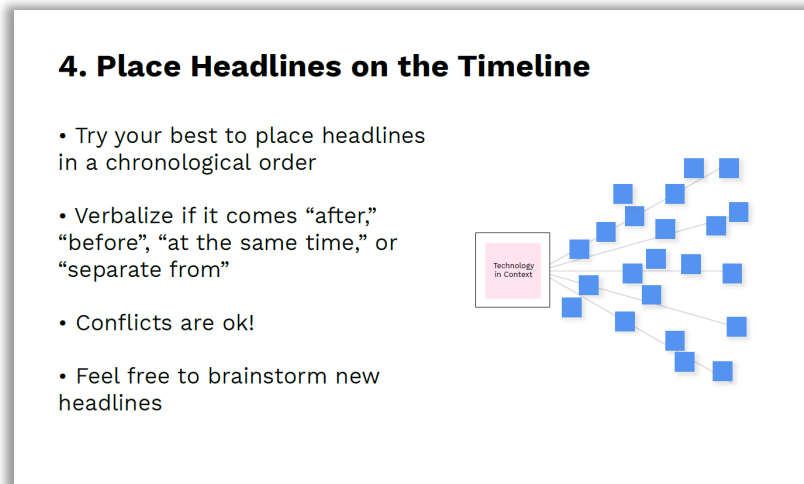 4. Place Headlines on the Timeline
• Try your best to place headlines
in a chronological order
• Verbalize if it comes “after,”
“before”, “at the same time,” or
“separate from”
• Conflicts are ok!
• Feel free to brainstorm new
headlines
Technology
in Context